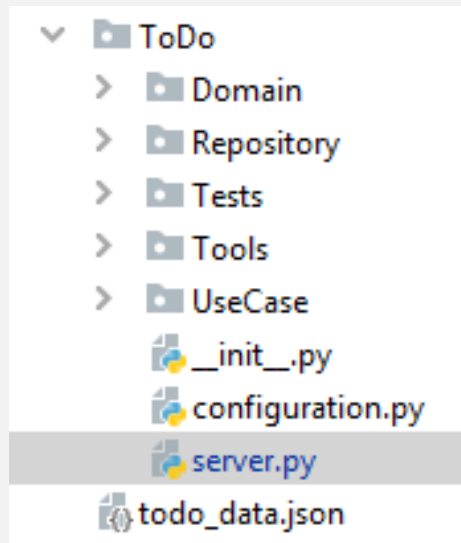 ToDo
Domain
Repository
Tests
Tools
UseCase
__init__.py
configuration.py
server.py
todo_data.json